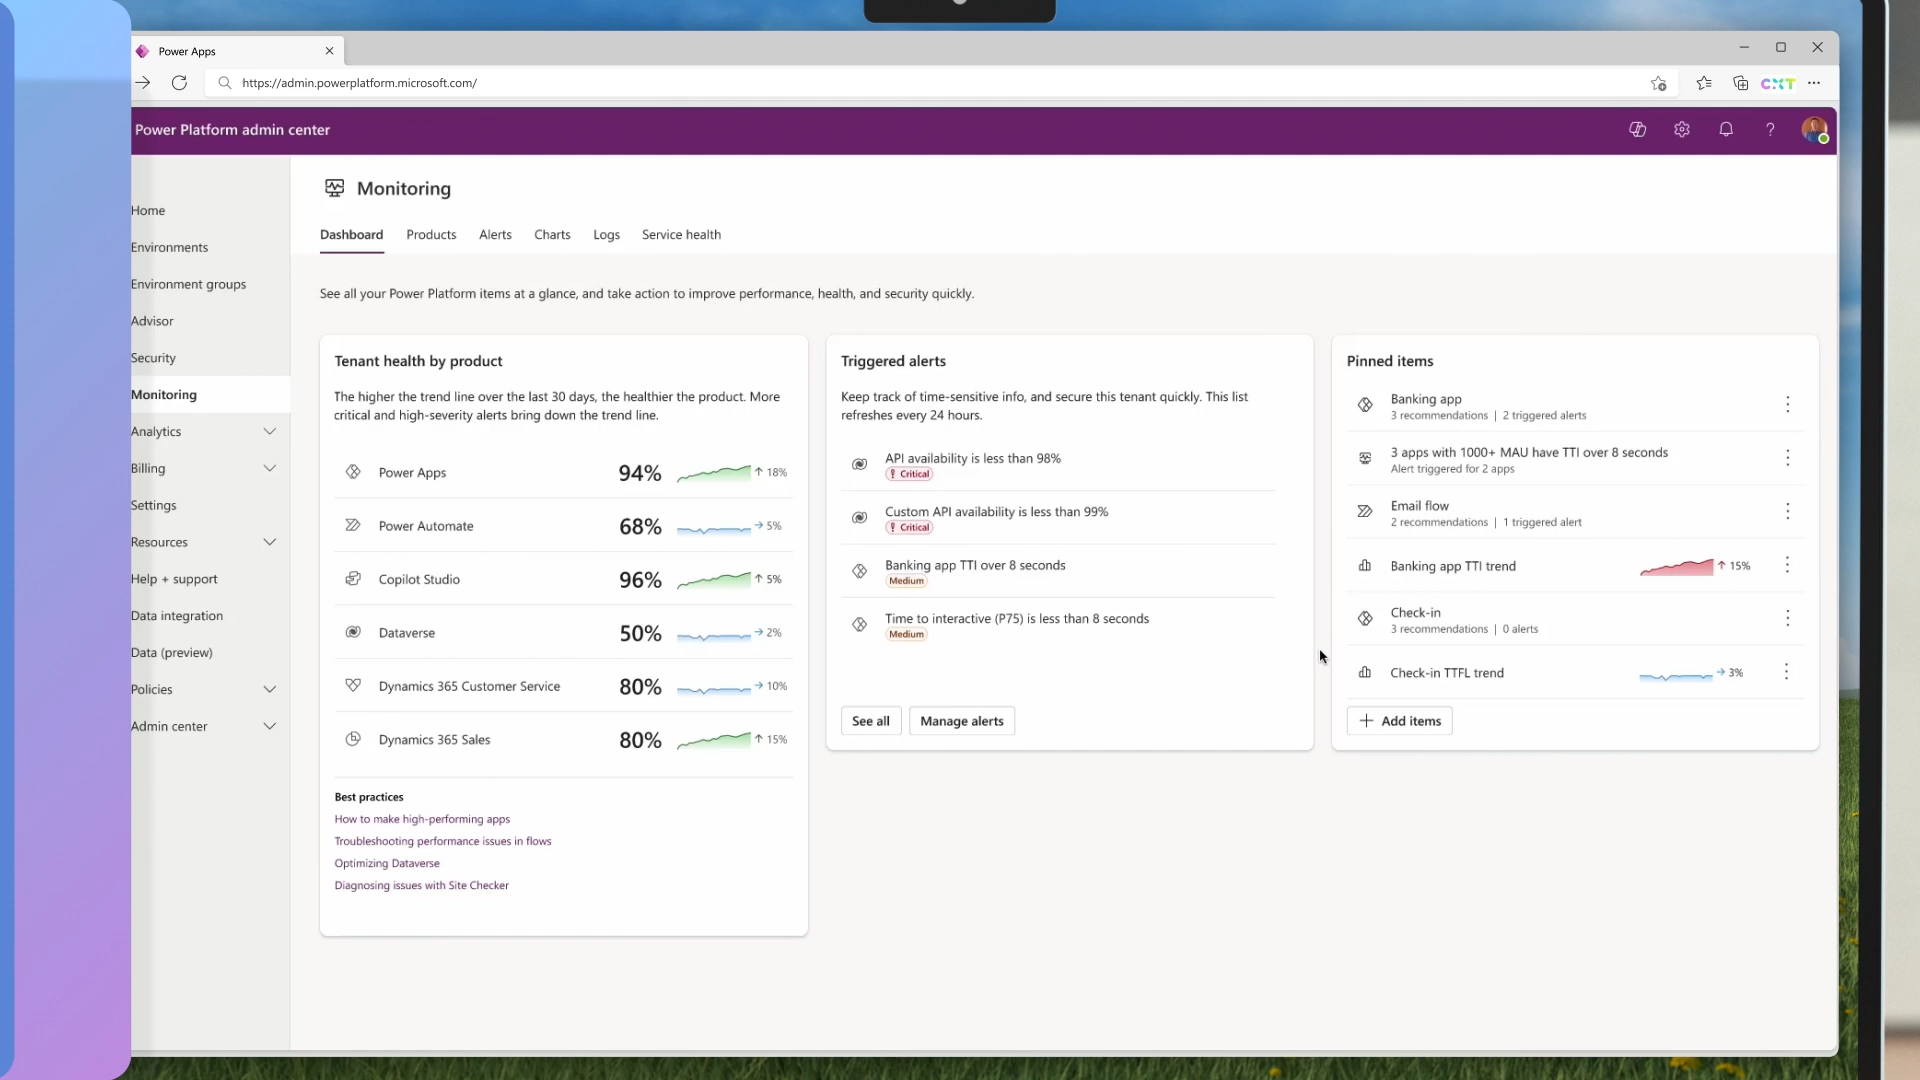 Power Apps
https://admin.powerplatform.microsoft.com/
CXT
Power Platform admin center
Home
Environments
Environment groups
Advisor
Security
Monitoring
Analytics
Billing
Settings
Resources
Help + support
Data integration
Data (preview)
Policies
Admin center
Monitoring
Dashboard
Products
Alerts
Charts
Logs
Service health
See all your Power Platform items at a glance, and take action to improve performance, health, and security quickly.
Tenant health by product
The higher the trend line over the last 30 days, the healthier the product. More
critical and high-severity alerts bring down the trend line.
Power Apps 94% ↑ 18%
Power Automate 68% → 5%
Copilot Studio 96% ↑ 5%
Dataverse 50% → 2%
Dynamics 365 Customer Service 80% → 10%
Dynamics 365 Sales 80% ↑ 15%
Best practices
How to make high-performing apps
Troubleshooting performance issues in flows
Optimizing Dataverse
Diagnosing issues with Site Checker
Triggered alerts
Keep track of time-sensitive info, and secure this tenant quickly. This list
refreshes every 24 hours.
API availability is less than 98%
Critical
Custom API availability is less than 99%
Critical
Banking app TTI over 8 seconds
Medium
Time to interactive (P75) is less than 8 seconds
Medium
See all
Manage alerts
Pinned items
Banking app
3 recommendations | 2 triggered alerts
3 apps with 1000+ MAU have TTI over 8 seconds
Alert triggered for 2 apps
Email flow
2 recommendations | 1 triggered alert
Banking app TTI trend ↑ 15%
Check-in
3 recommendations | 0 alerts
Check-in TTFL trend → 3%
+ Add items